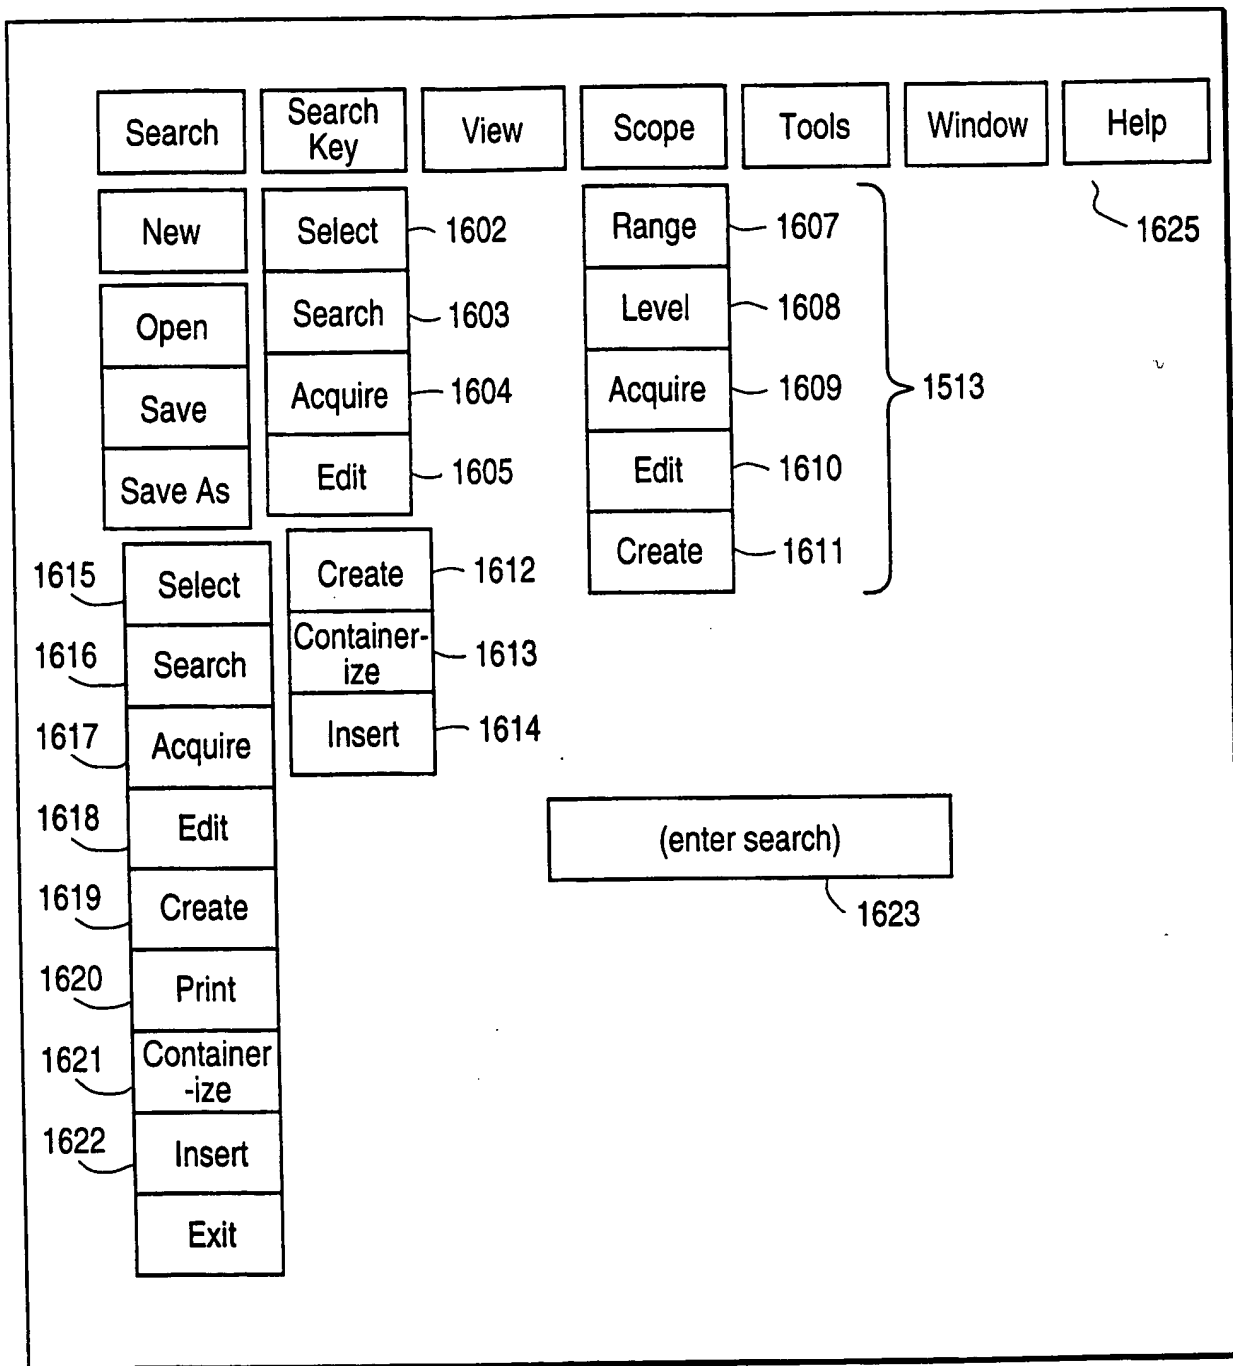 Search
Search
Key
View
Scope
Tools
Window
Help
New
Select
1602
Range
1607
1625
Open
Search
1603
Level
1608
Save
Acquire
1604
Acquire
1609
1513
Save As
Edit
1605
Edit
1610
Create
1611
1615
Select
Create
1612
1616
Search
Container-
ize
1613
1617
Acquire
Insert
1614
1618
Edit
(enter search)
1623
1619
Create
1620
Print
1621
Container
-ize
1622
Insert
Exit